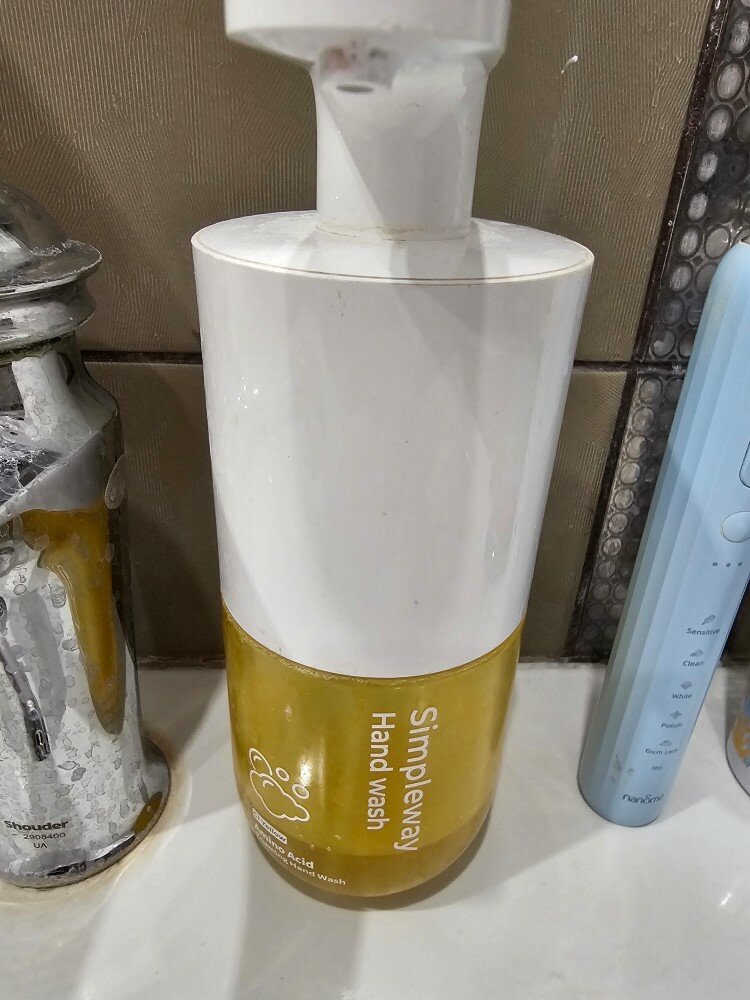 Simpleway
Hand wash
Amino Acid
Hand Wash
Shouder
2908400
UA
Sensitive
Clean
White
Polish
Gum care